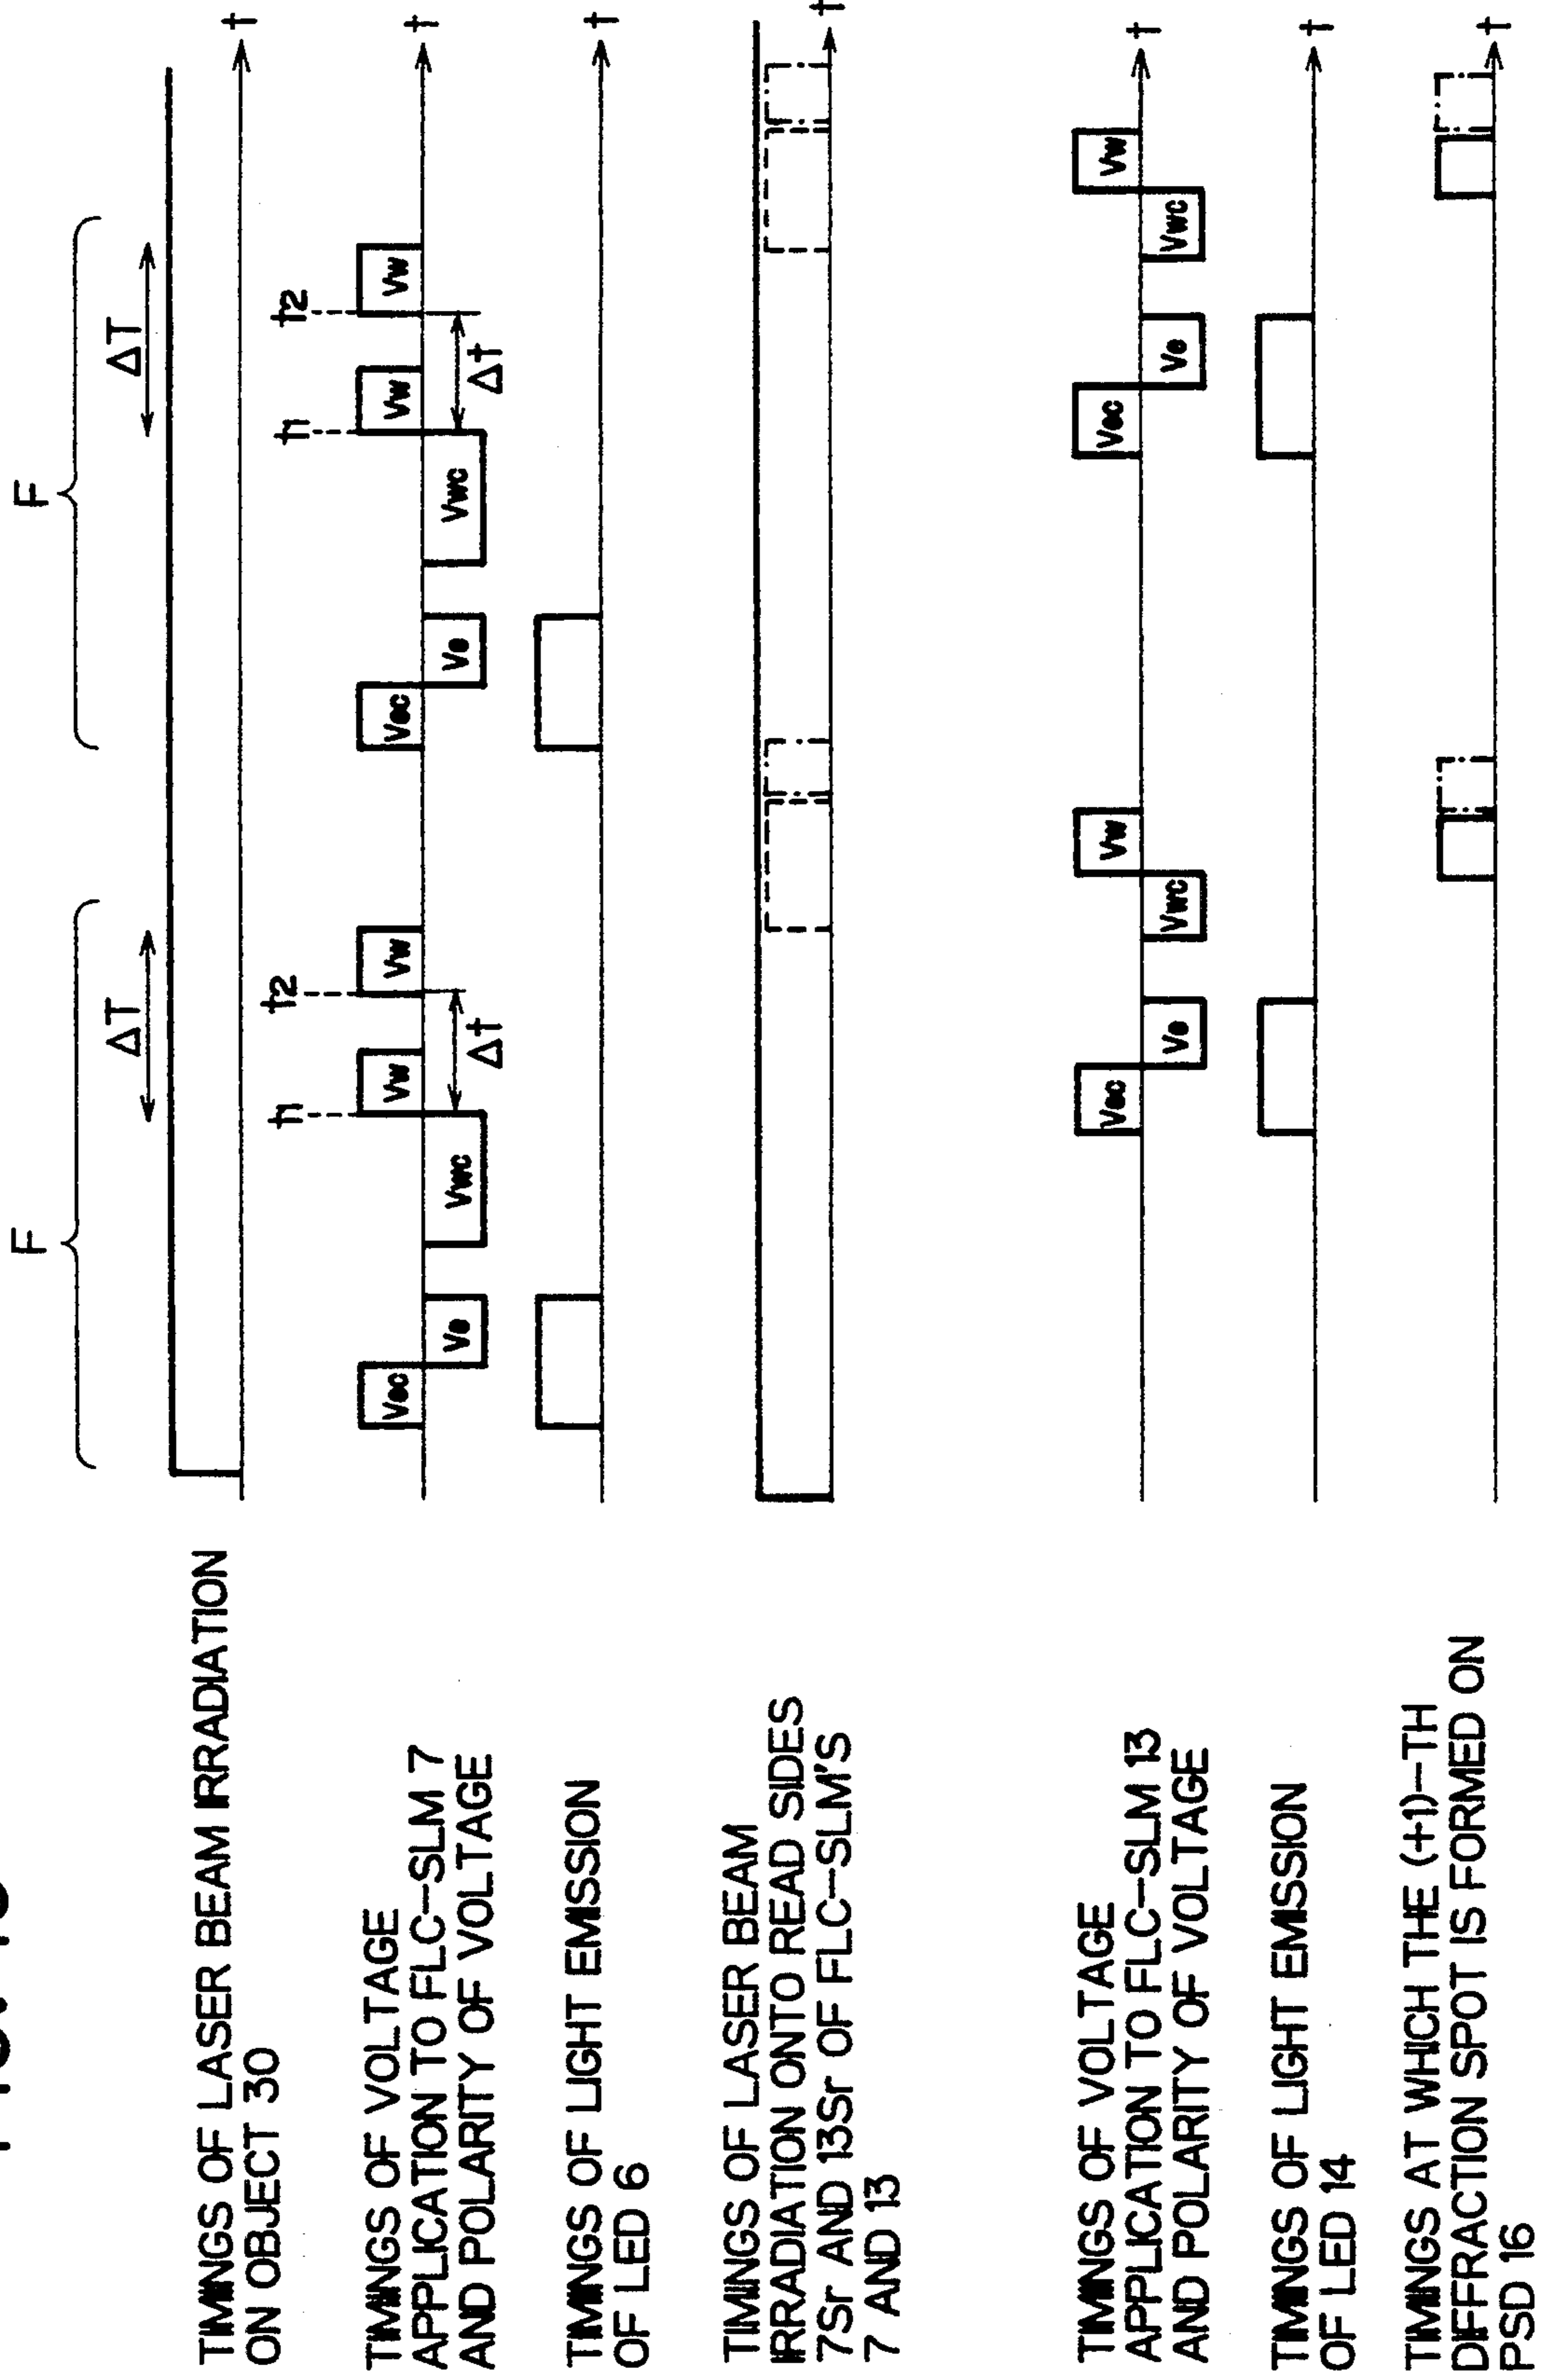 F
F
ΔT
ΔT
TIMINGS OF LASER BEAM IRRADIATION
ON OBJECT 30
t
t1
t2
t1
t2
TIMINGS OF VOLTAGE
APPLICATION TO FLC-SLM 7
AND POLARITY OF VOLTAGE
Vec
Ve
Vwc
Vw
Vw
Δt
Vec
Ve
Vwc
Vw
Vw
Δt
t
TIMINGS OF LIGHT EMISSION
OF LED 6
t
TIMINGS OF LASER BEAM
IRRADIATION ONTO READ SIDES
7Sr AND 13Sr OF FLC-SLM'S
7 AND 13
t
TIMINGS OF VOLTAGE
APPLICATION TO FLC-SLM 13
AND POLARITY OF VOLTAGE
Vec
Ve
Vwc
Vw
Vec
Ve
Vwc
Vw
t
TIMINGS OF LIGHT EMISSION
OF LED 14
t
TIMINGS AT WHICH THE (+1)-TH
DIFFRACTION SPOT IS FORMED ON
PSD 16
t